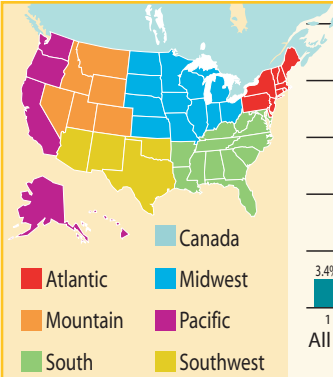 Canada
Atlantic
Midwest
Mountain
Pacific
South
Southwest
3.4%
1
All